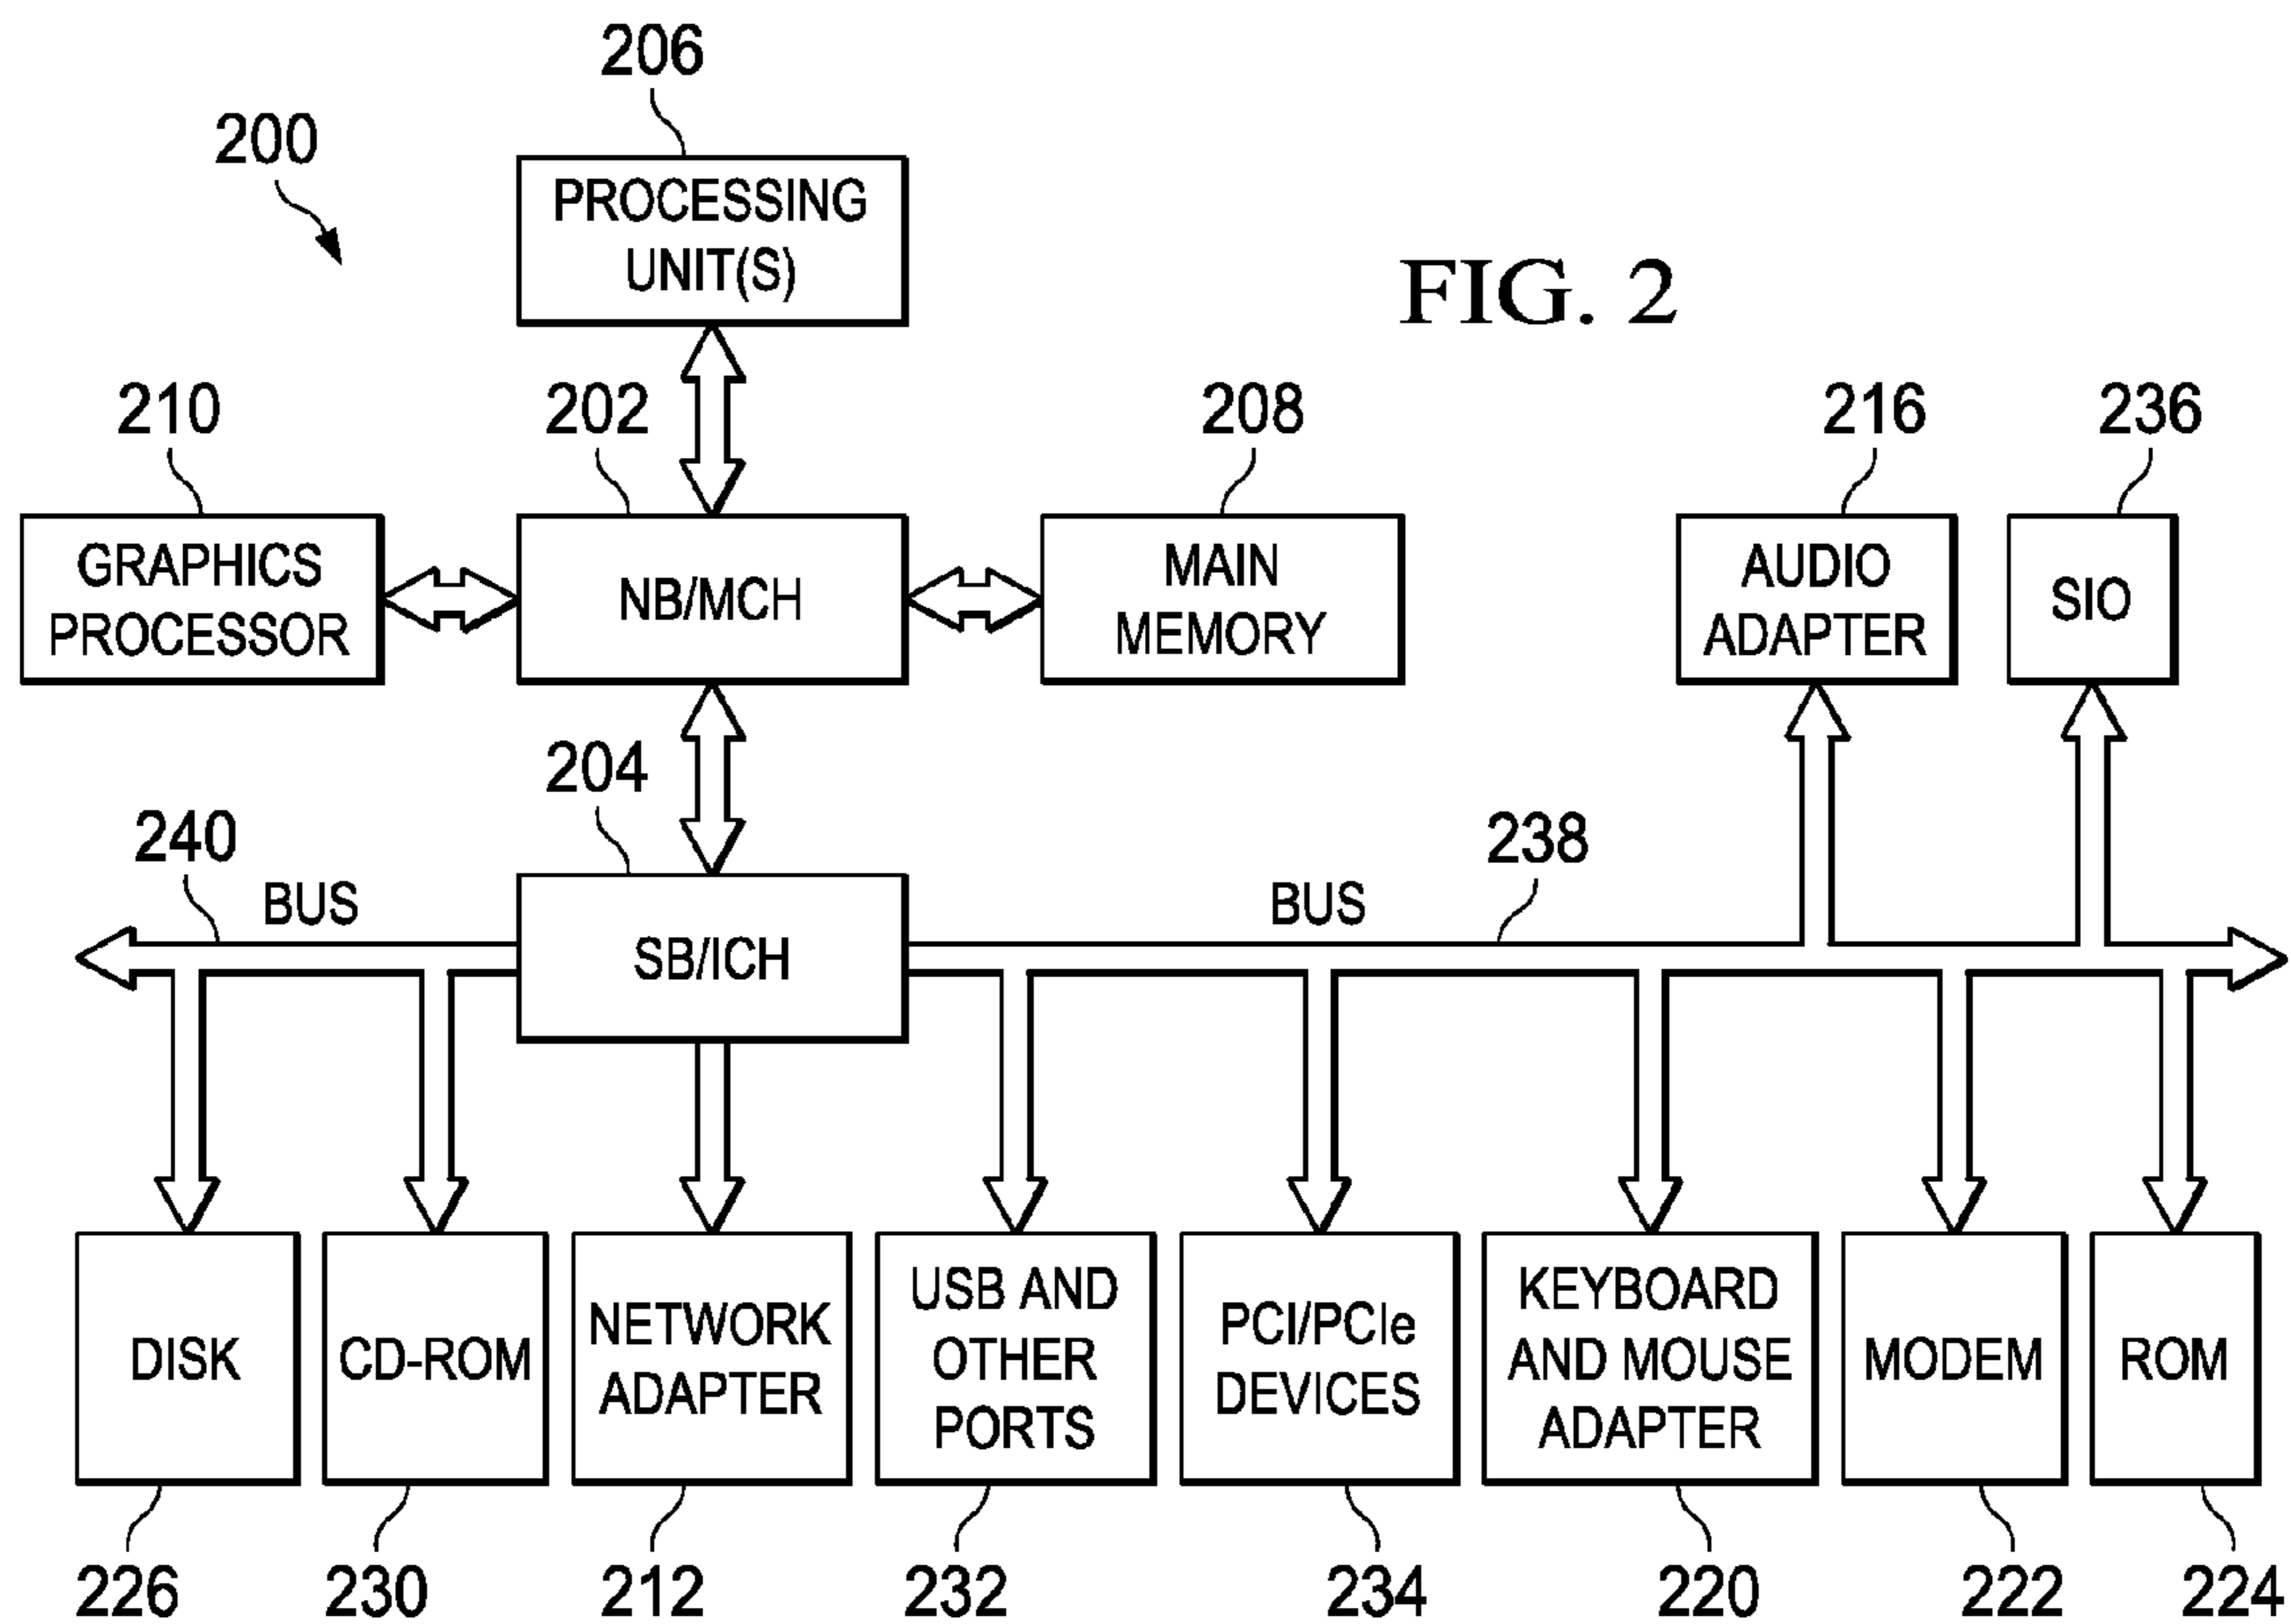 206
200
PROCESSING
UNIT(S)
FIG. 2
210
202
208
216
236
GRAPHICS
PROCESSOR
NB/MCH
MAIN
MEMORY
AUDIO
ADAPTER
SIO
204
240
BUS
238
BUS
SB/ICH
DISK
CD-ROM
NETWORK
ADAPTER
USB AND
OTHER
PORTS
PCI/PCIe
DEVICES
KEYBOARD
AND MOUSE
ADAPTER
MODEM
ROM
226
230
212
232
234
220
222
224